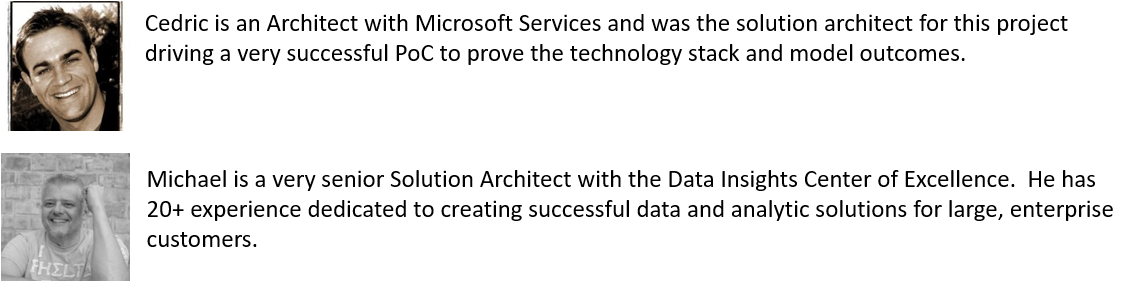 Cedric is an Architect with Microsoft Services and was the solution architect for this project
driving a very successful PoC to prove the technology stack and model outcomes.
Michael is a very senior Solution Architect with the Data Insights Center of Excellence.  He has
20+ experience dedicated to creating successful data and analytic solutions for large, enterprise
customers.